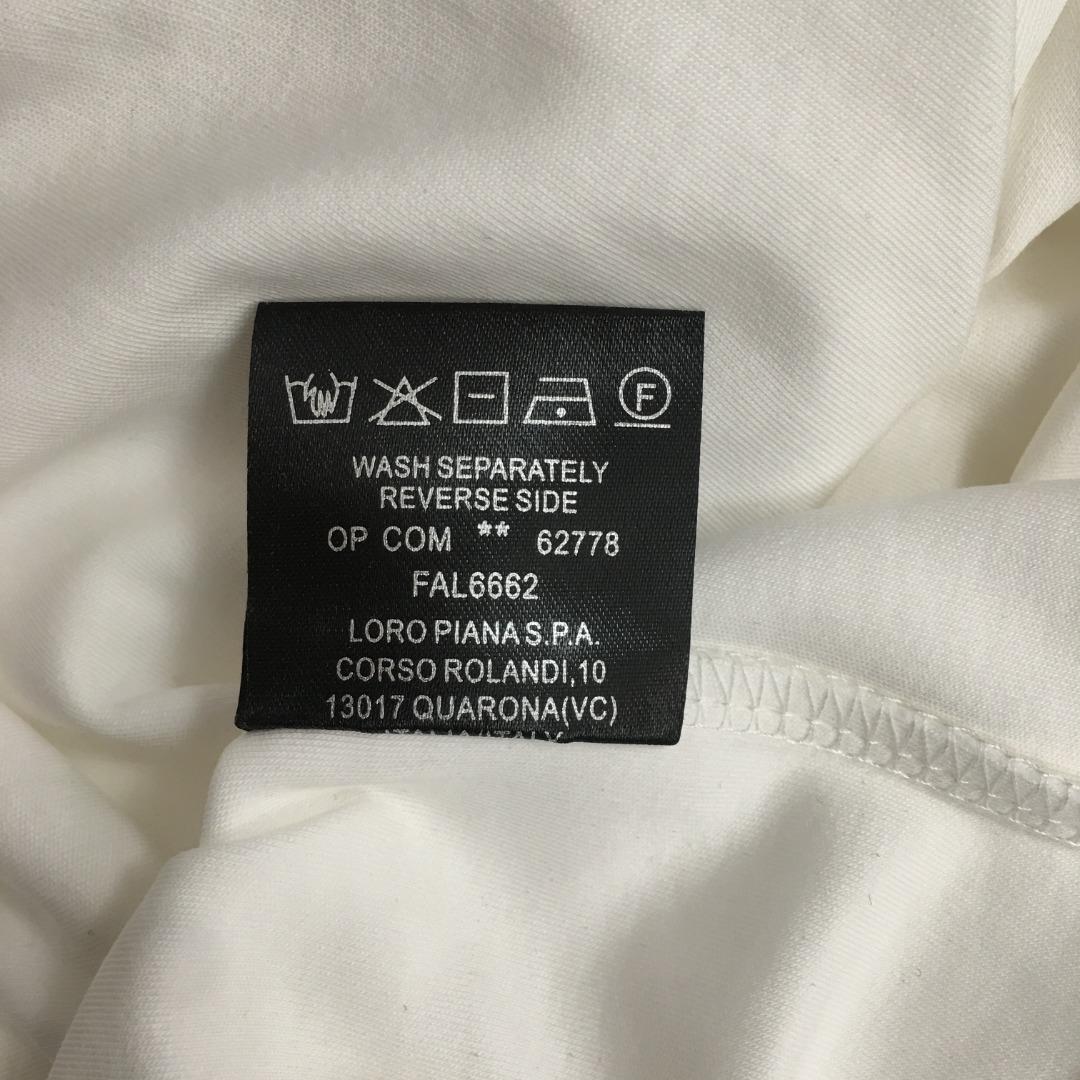 F
WASH SEPARATELY
REVERSE SIDE
OP COM ** 62778
FAL6662
LORO PIANA S.P.A.
CORSO ROLANDI,10
13017 QUARONA(VC)